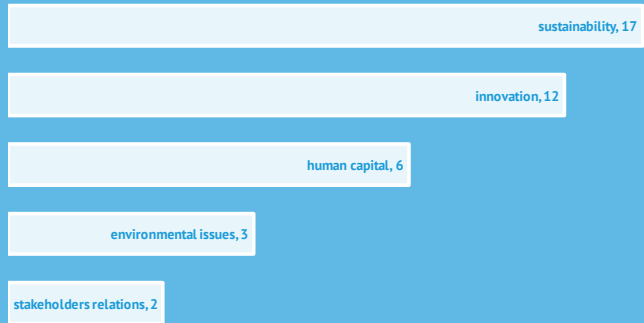 sustainability, 17
innovation, 12
human capital, 6
environmental issues, 3
stakeholders relations, 2